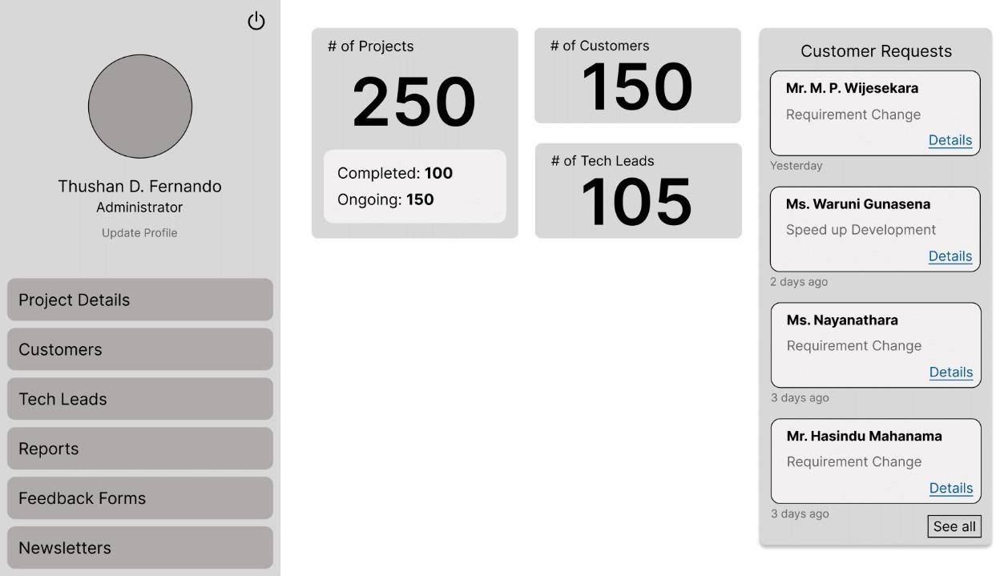 Thushan D. Fernando
Administrator
Update Profile
Project Details
Customers
Tech Leads
Reports
Feedback Forms
Newsletters
# of Projects
250
Completed: 100
Ongoing: 150
# of Customers
150
# of Tech Leads
105
Customer Requests
Mr. M. P. Wijesekara
Requirement Change
Details
Yesterday
Ms. Waruni Gunasena
Speed up Development
Details
2 days ago
Ms. Nayanathara
Requirement Change
Details
3 days ago
Mr. Hasindu Mahanama
Requirement Change
Details
3 days ago
See all